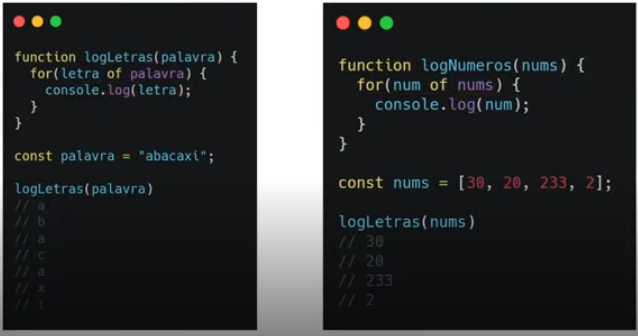 function logLetras(palavra) {
for(letra of palavra) {
console.log(letra);
}
}
const palavra = "abacaxi";
logLetras(palavra)
// a
// b
// a
// c
// a
// x
// i
function logNumeros(nums) {
for(num of nums) {
console.log(num);
}
}
const nums = [30, 20, 233, 2];
logLetras(nums)
// 30
// 20
// 233
// 2